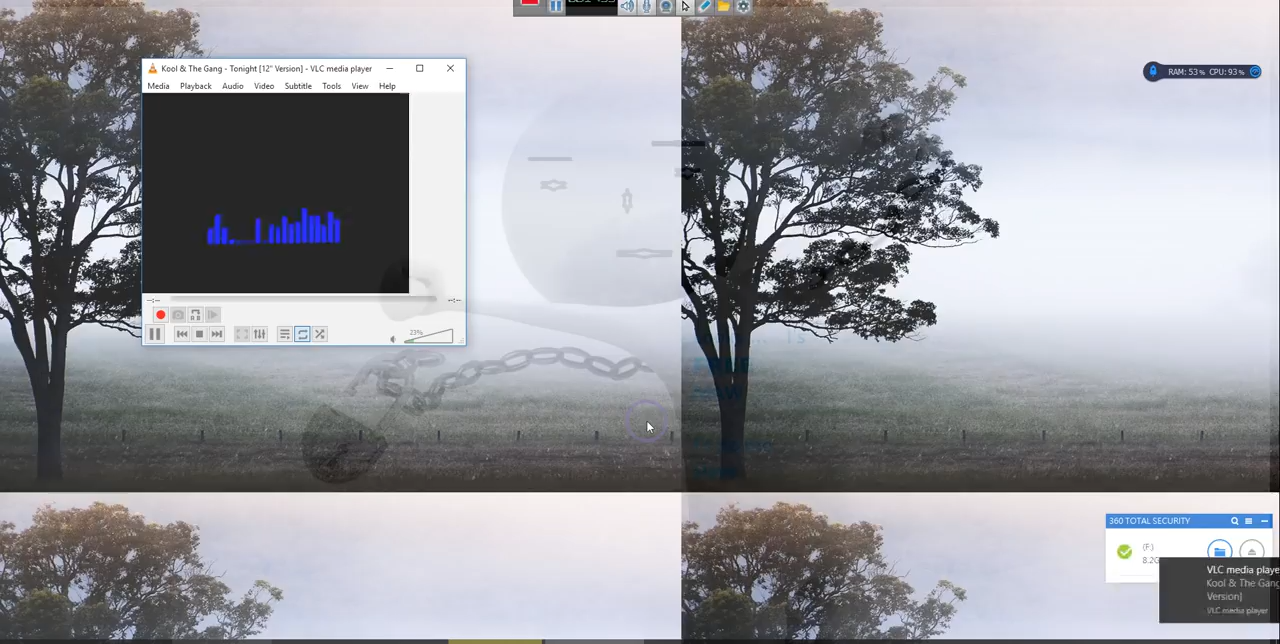 Kool & The Gang - Tonight [12" Version] - VLC media player
Media Playback Audio Video Subtitle Tools View Help
RAM: 53% CPU: 93%
--:-- --:--
23%
360 TOTAL SECURITY
(F:)
VLC media playe
Kool & The Gang
Version]
VLC media player